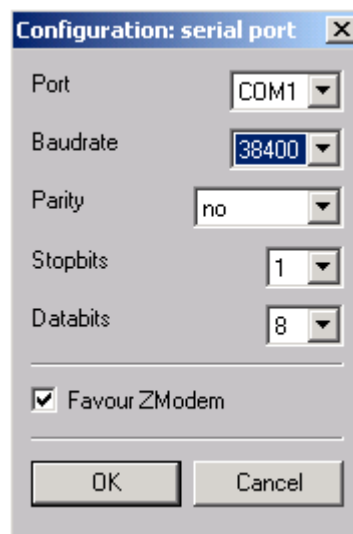 Configuration: serial port
Port COM1
Baudrate 38400
Parity no
Stopbits 1
Databits 8
Favour ZModem
OK Cancel